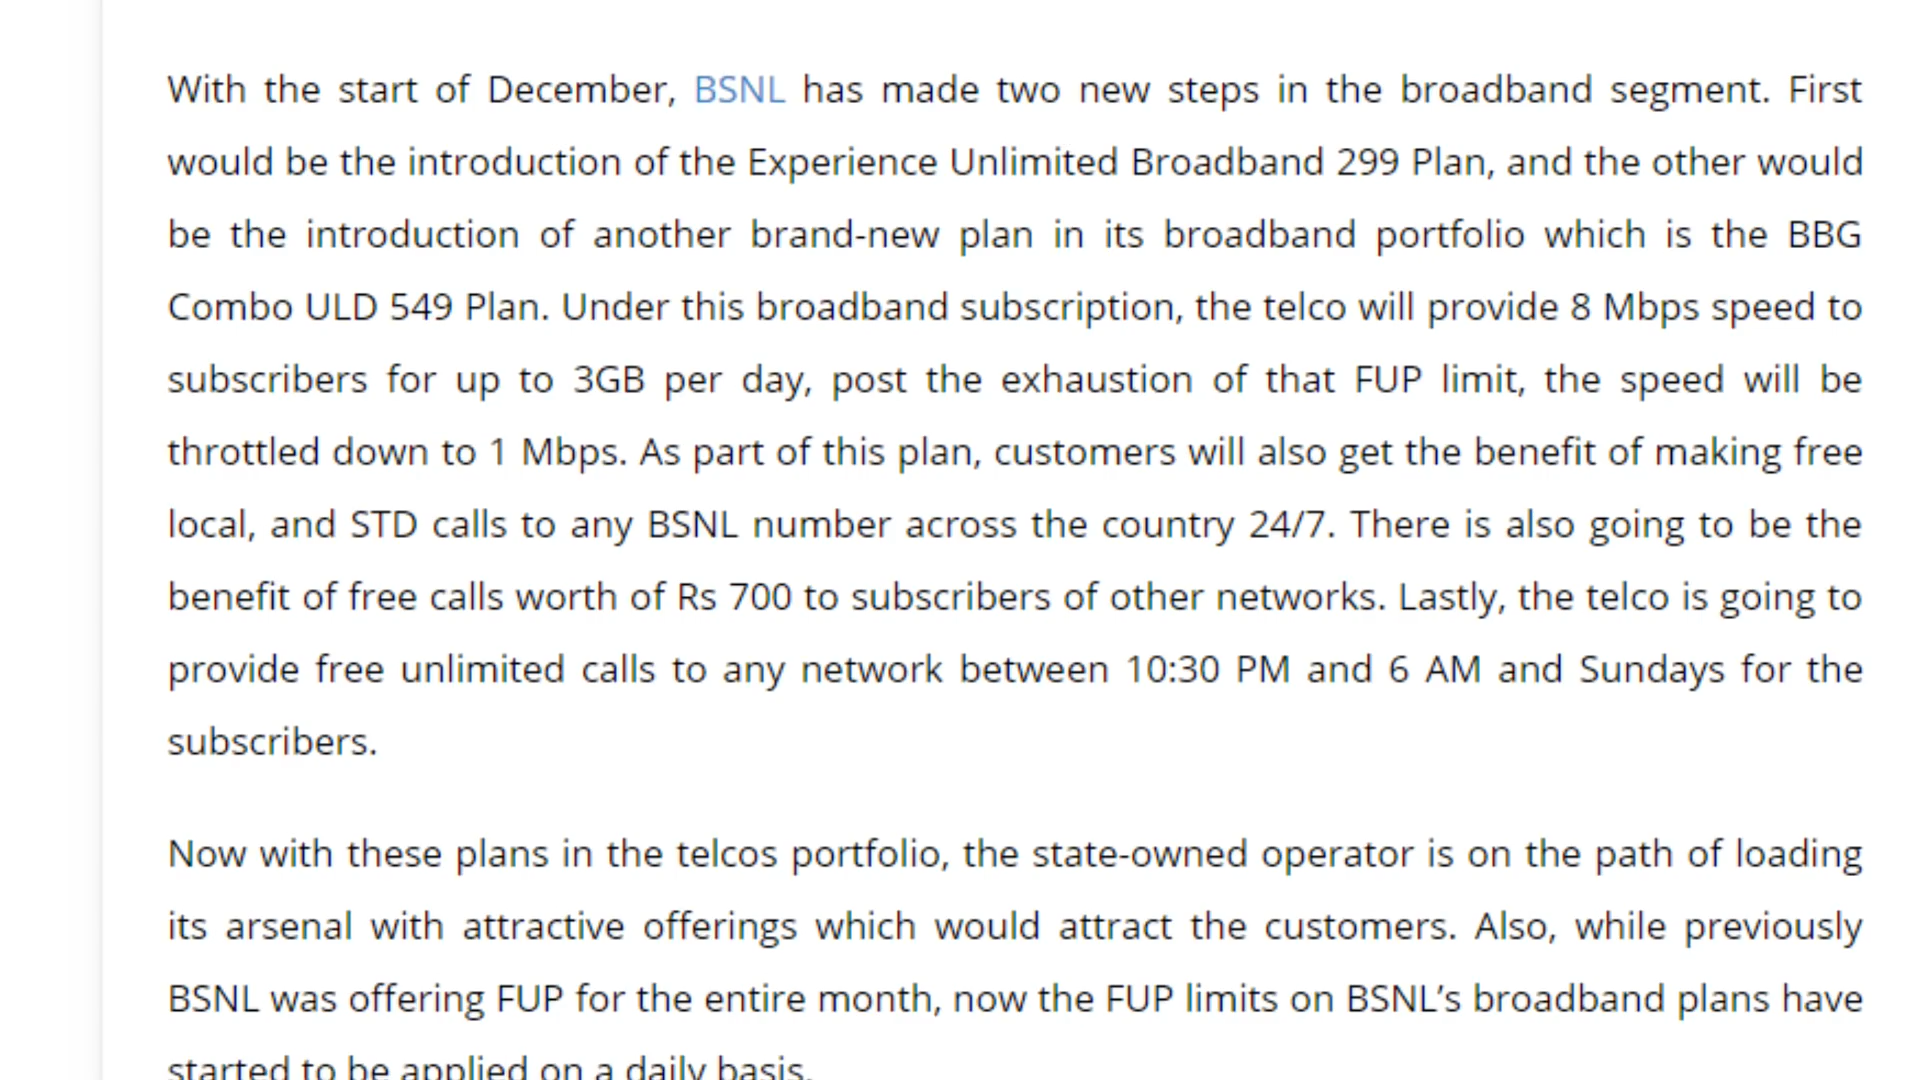 With the start of December, BSNL has made two new steps in the broadband segment. First
would be the introduction of the Experience Unlimited Broadband 299 Plan, and the other would
be the introduction of another brand-new plan in its broadband portfolio which is the BBG
Combo ULD 549 Plan. Under this broadband subscription, the telco will provide 8 Mbps speed to
subscribers for up to 3GB per day, post the exhaustion of that FUP limit, the speed will be
throttled down to 1 Mbps. As part of this plan, customers will also get the benefit of making free
local, and STD calls to any BSNL number across the country 24/7. There is also going to be the
benefit of free calls worth of Rs 700 to subscribers of other networks. Lastly, the telco is going to
provide free unlimited calls to any network between 10:30 PM and 6 AM and Sundays for the
subscribers.
Now with these plans in the telcos portfolio, the state-owned operator is on the path of loading
its arsenal with attractive offerings which would attract the customers. Also, while previously
BSNL was offering FUP for the entire month, now the FUP limits on BSNL’s broadband plans have
started to be applied on a daily basis.